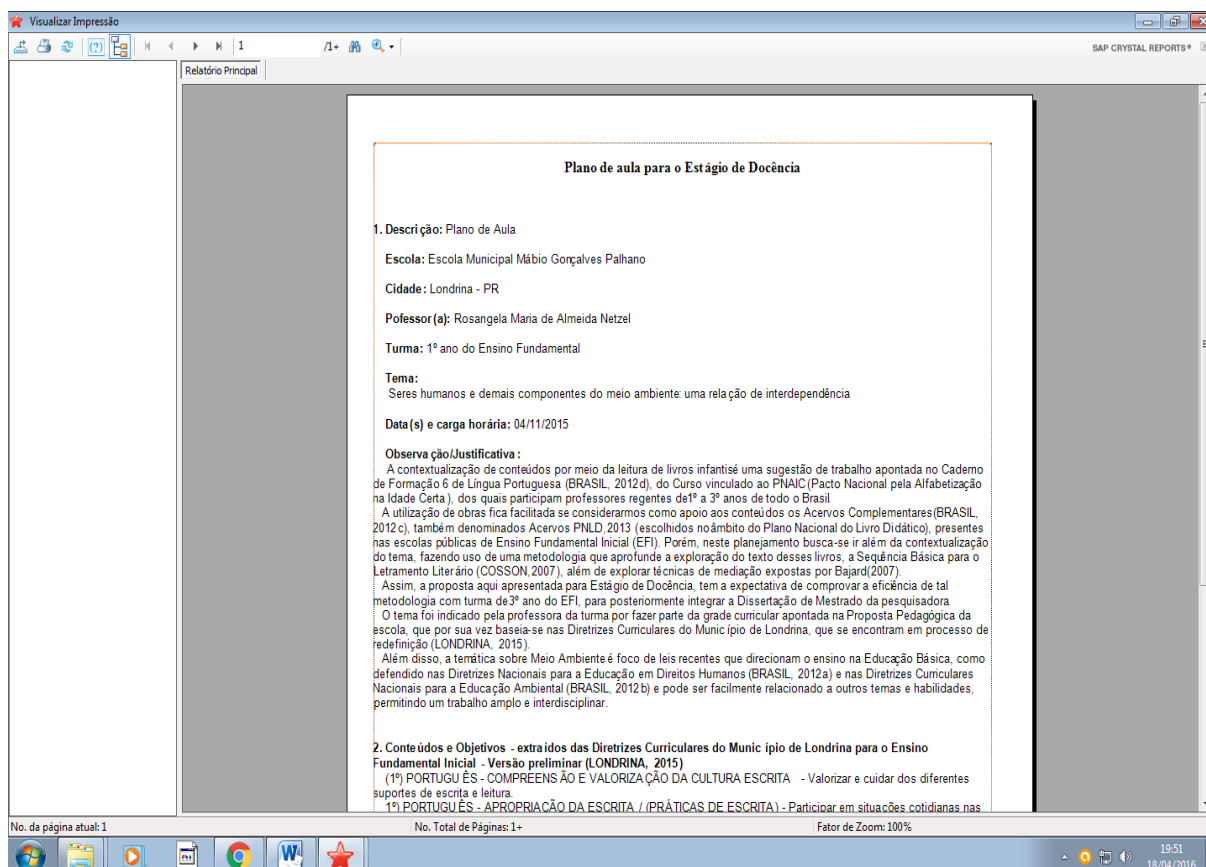 Visualizar Impressão
1 /1+
SAP CRYSTAL REPORTS®
Relatório Principal
Plano de aula para o Estágio de Docência
1. Descrição: Plano de Aula
Escola: Escola Municipal Mábio Gonçalves Palhano
Cidade: Londrina - PR
Pofessor(a): Rosangela Maria de Almeida Netzel
Turma: 1º ano do Ensino Fundamental
Tema:
Seres humanos e demais componentes do meio ambiente: uma relação de interdependência
Data(s) e carga horária: 04/11/2015
Observação/Justificativa:
A contextualização de conteúdos por meio da leitura de livros infantisé uma sugestão de trabalho apontada no Caderno
de Formação 6 de Língua Portuguesa (BRASIL, 2012d), do Curso vinculado ao PNAIC (Pacto Nacional pela Alfabetização
na Idade Certa), dos quais participam professores regentes de1º a 3º anos de todo o Brasil.
A utilização de obras fica facilitada se considerarmos como apoio aos conteúdos os Acervos Complementares (BRASIL,
2012c), também denominados Acervos PNLD, 2013 (escolhidos no âmbito do Plano Nacional do Livro Didático), presentes
nas escolas públicas de Ensino Fundamental Inicial (EFI). Porém, neste planejamento busca-se ir além da contextualização
do tema, fazendo uso de uma metodologia que aprofunde a exploração do texto desses livros, a Sequência Básica para o
Letramento Literário (COSSON,2007), além de explorar técnicas de mediação expostas por Bajard(2007).
Assim, a proposta aqui apresentada para Estágio de Docência, tem a expectativa de comprovar a eficiência de tal
metodologia com turma de3º ano do EFI, para posteriormente integrar a Dissertação de Mestrado da pesquisadora.
O tema foi indicado pela professora da turma por fazer parte da grade curricular apontada na Proposta Pedagógica da
escola, que por sua vez baseia-se nas Diretrizes Curriculares do Município de Londrina, que se encontram em processo de
redefinição (LONDRINA, 2015).
Além disso, a temática sobre Meio Ambiente é foco de leis recentes que direcionam o ensino na Educação Básica, como
defendido nas Diretrizes Nacionais para a Educação em Direitos Humanos (BRASIL, 2012a) e nas Diretrizes Curriculares
Nacionais para a Educação Ambiental (BRASIL, 2012b) e pode ser facilmente relacionado a outros temas e habilidades,
permitindo um trabalho amplo e interdisciplinar.
2. Conteúdos e Objetivos - extraídos das Diretrizes Curriculares do Município de Londrina para o Ensino
Fundamental Inicial - Versão preliminar (LONDRINA, 2015)
(1º) PORTUGUÊS - COMPREENSÃO E VALORIZAÇÃO DA CULTURA ESCRITA - Valorizar e cuidar dos diferentes
suportes de escrita e leitura.
1º) PORTUGUÊS - APROPRIAÇÃO DA ESCRITA / (PRÁTICAS DE ESCRITA) - Participar em situações cotidianas nas
No. da página atual: 1 No. Total de Páginas: 1+ Fator de Zoom: 100%
19:51
18/04/2016